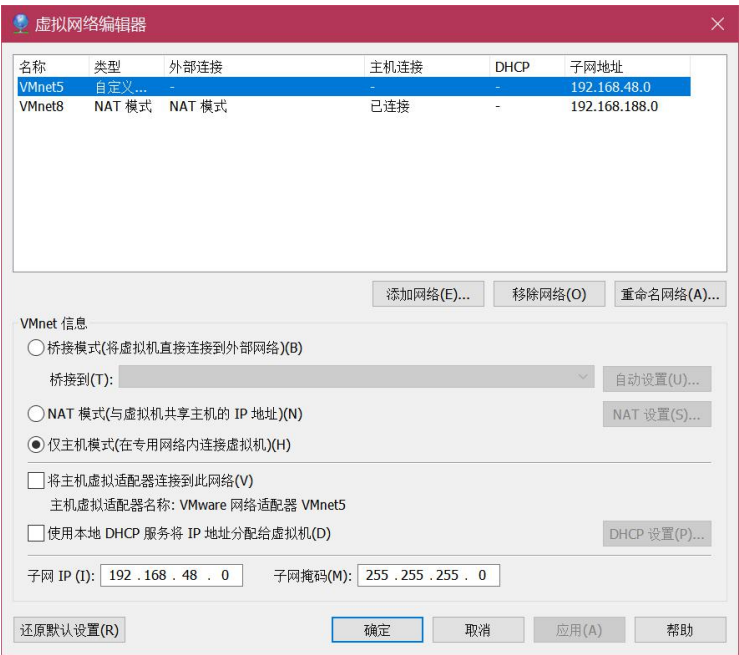 虚拟网络编辑器
名称 类型 外部连接 主机连接 DHCP 子网地址
VMnet5 自定义... - - - 192.168.48.0
VMnet8 NAT 模式 NAT 模式 已连接 - 192.168.188.0
添加网络(E)... 移除网络(O) 重命名网络(A)...
VMnet 信息
桥接模式(将虚拟机直接连接到外部网络)(B)
桥接到(T): 自动设置(U)...
NAT 模式(与虚拟机共享主机的 IP 地址)(N) NAT 设置(S)...
仅主机模式(在专用网络内连接虚拟机)(H)
将主机虚拟适配器连接到此网络(V)
主机虚拟适配器名称: VMware 网络适配器 VMnet5
使用本地 DHCP 服务将 IP 地址分配给虚拟机(D) DHCP 设置(P)...
子网 IP (I): 192 . 168 . 48 . 0 子网掩码(M): 255 . 255 . 255 . 0
还原默认设置(R) 确定 取消 应用(A) 帮助